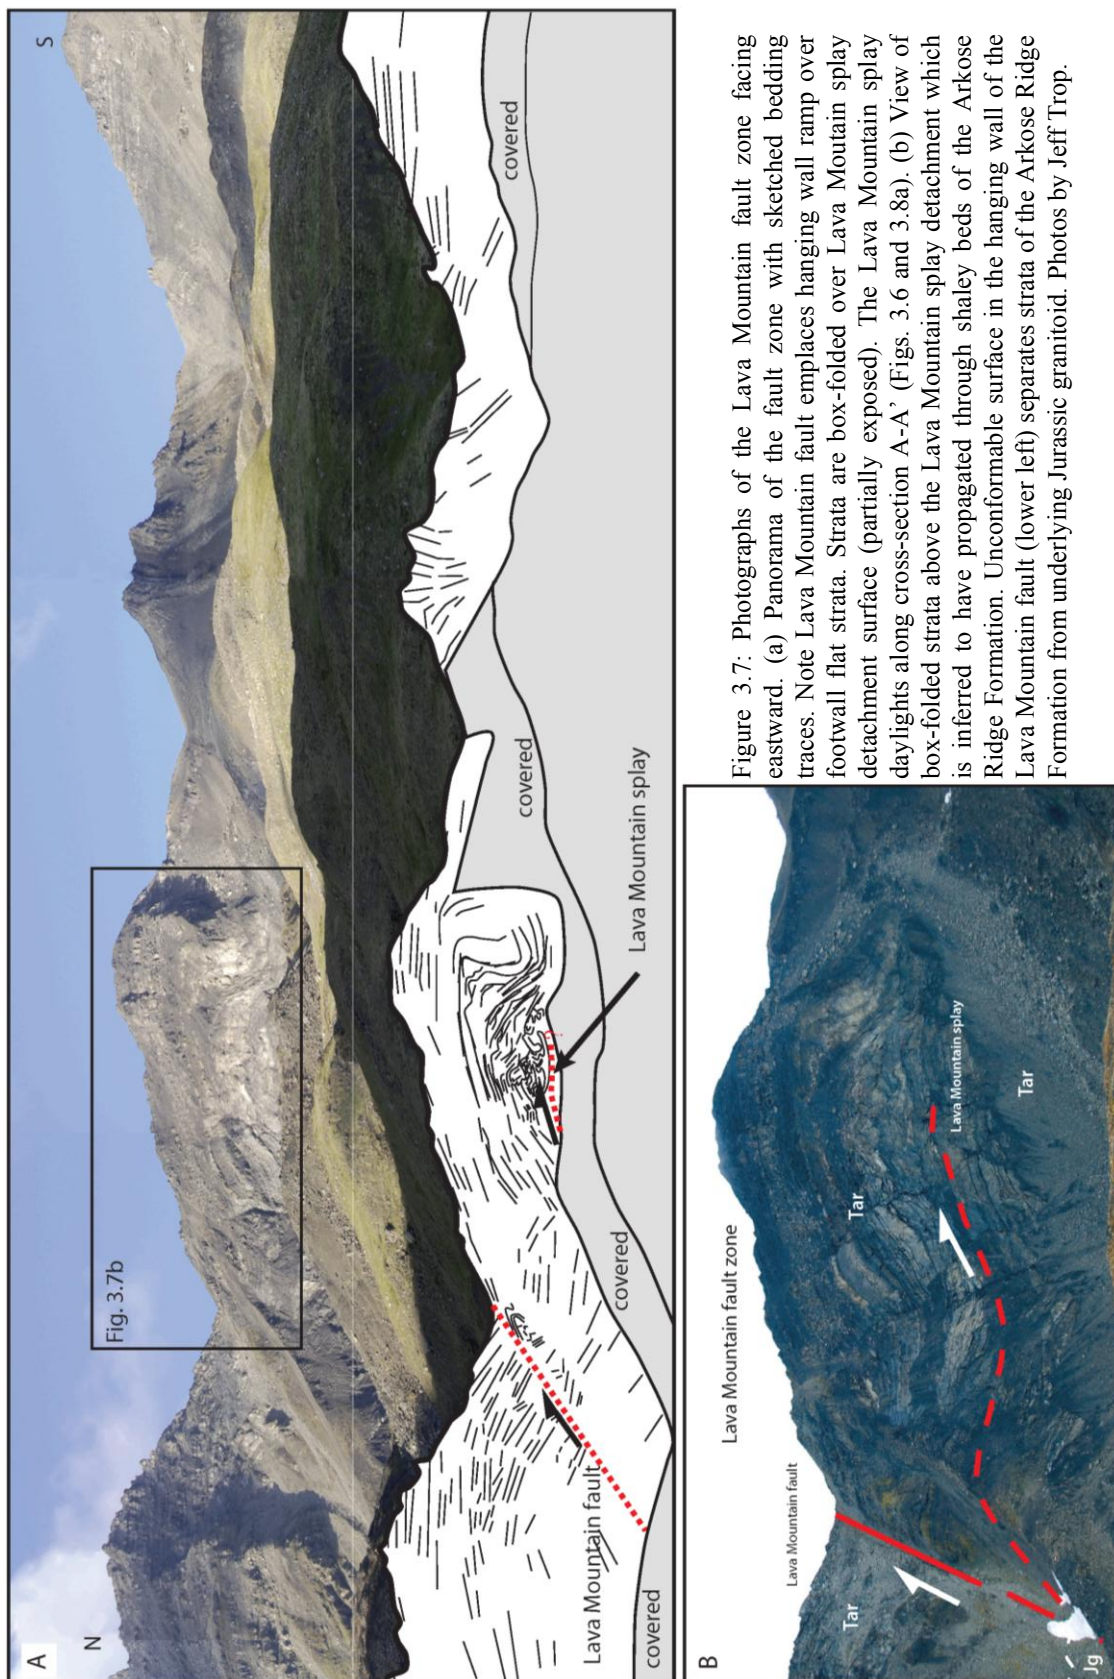 A
N
S
Fig. 3.7b
Lava Mountain fault
covered
covered
covered
covered
Lava Mountain splay
B
Lava Mountain fault zone
Lava Mountain fault
Tar
Tar
Lava Mountain splay
Tar
Jg
Figure 3.7: Photographs of the Lava Mountain fault zone facing
eastward. (a) Panorama of the fault zone with sketched bedding
traces. Note Lava Mountain fault emplaces hanging wall ramp over
footwall flat strata. Strata are box-folded over Lava Moutain splay
detachment surface (partially exposed). The Lava Mountain splay
daylights along cross-section A-A’ (Figs. 3.6 and 3.8a). (b) View of
box-folded strata above the Lava Mountain splay detachment which
is inferred to have propagated through shaley beds of the Arkose
Ridge Formation. Unconformable surface in the hanging wall of the
Lava Mountain fault (lower left) separates strata of the Arkose Ridge
Formation from underlying Jurassic granitoid. Photos by Jeff Trop.